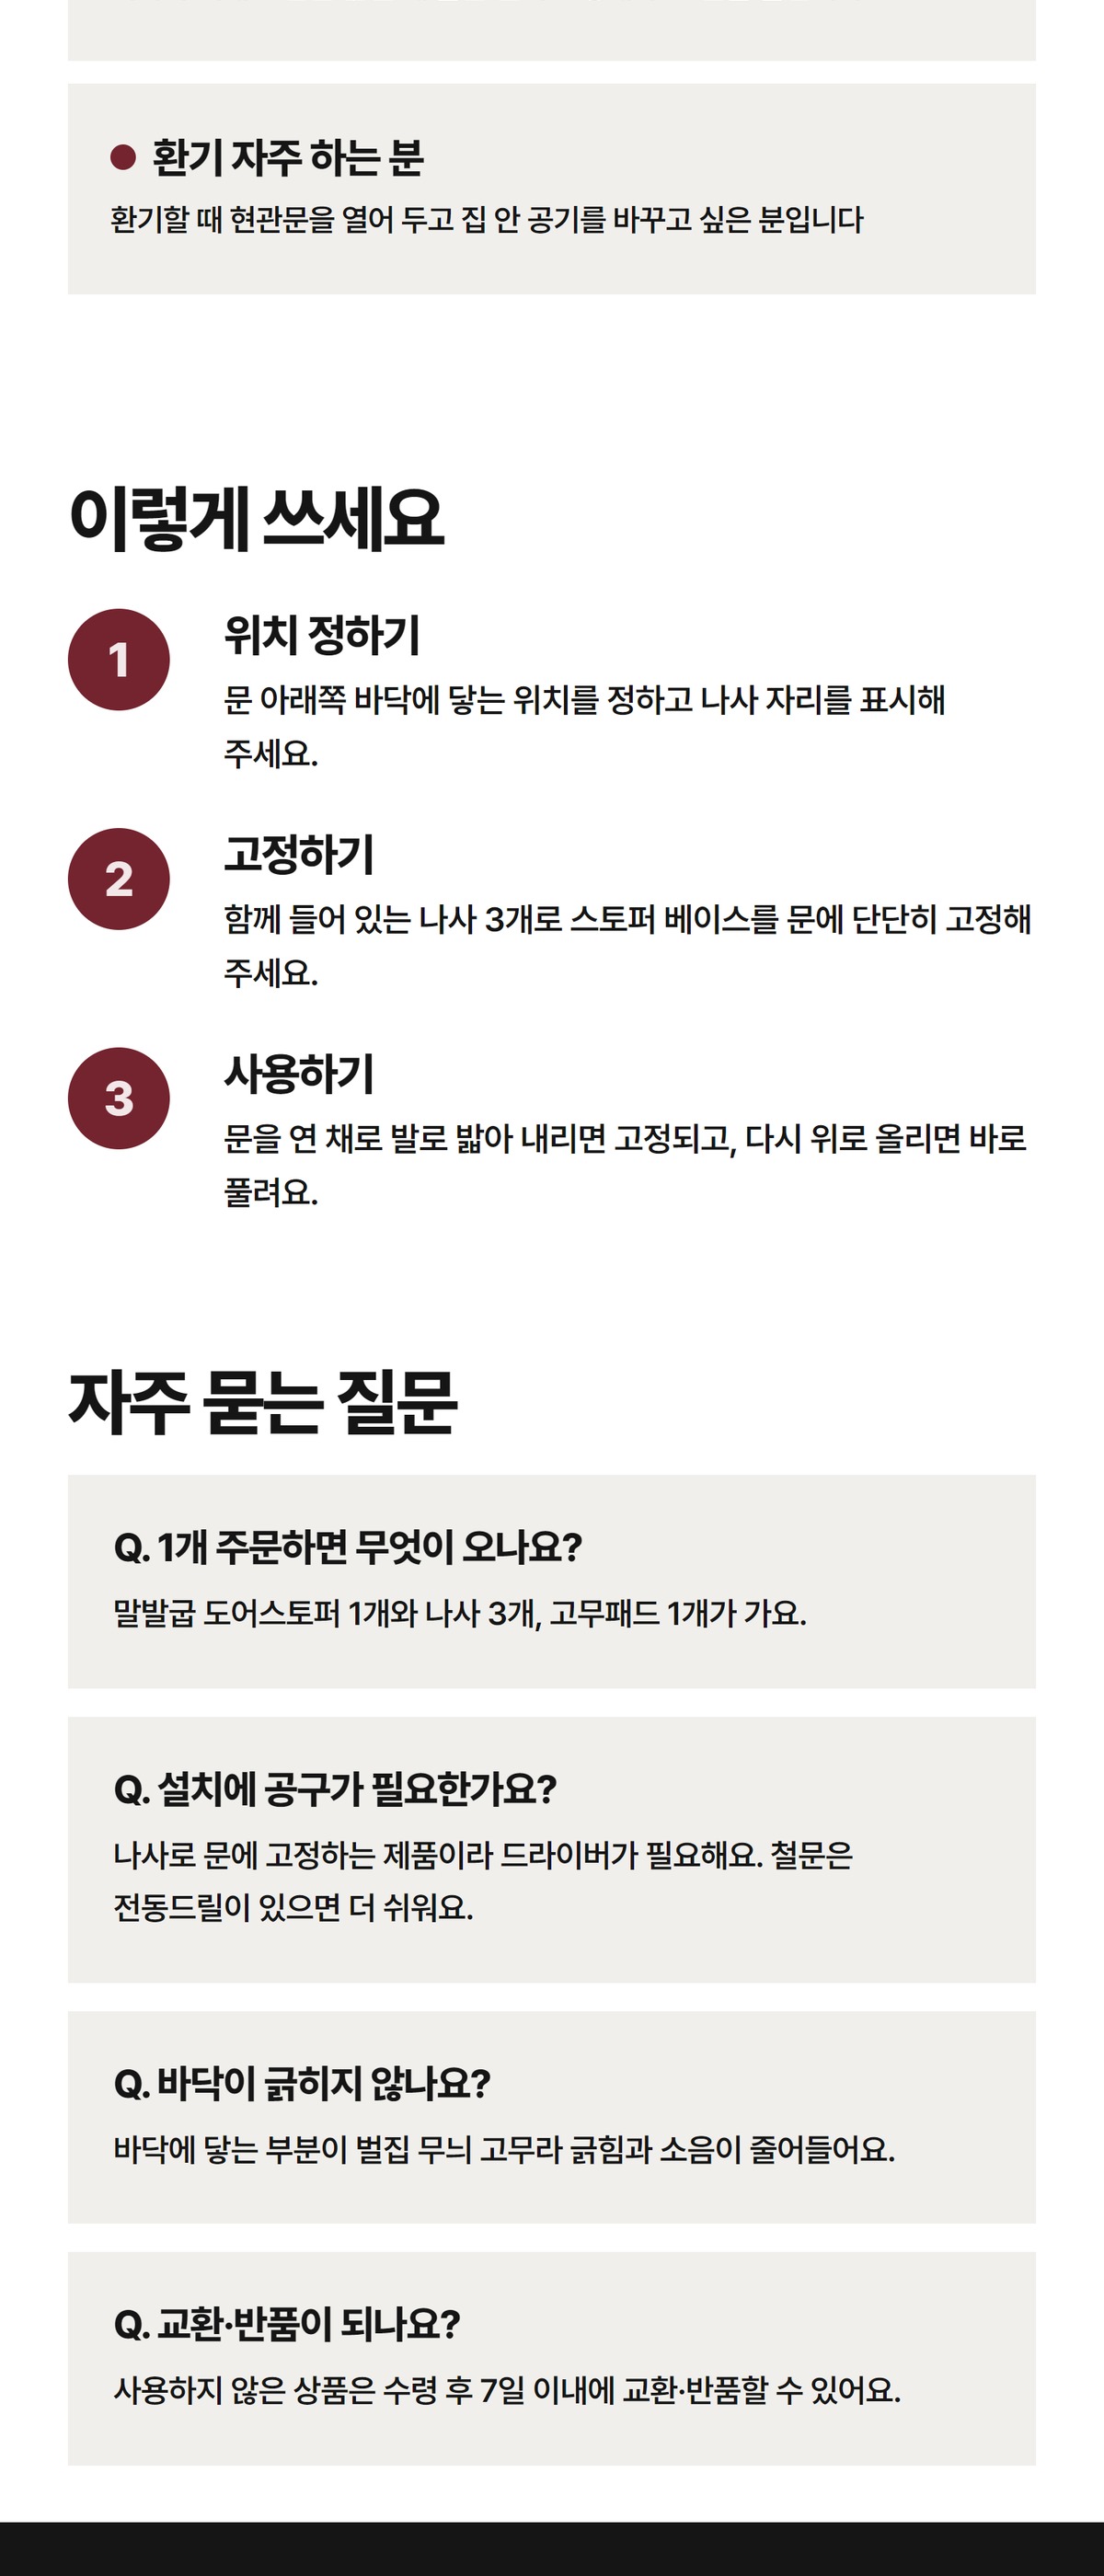 환기 자주 하는 분
환기할 때 현관문을 열어 두고 집 안 공기를 바꾸고 싶은 분입니다
이렇게 쓰세요
1
위치 정하기
문 아래쪽 바닥에 닿는 위치를 정하고 나사 자리를 표시해
주세요.
2
고정하기
함께 들어 있는 나사 3개로 스토퍼 베이스를 문에 단단히 고정해
주세요.
3
사용하기
문을 연 채로 발로 밟아 내리면 고정되고, 다시 위로 올리면 바로
풀려요.
자주 묻는 질문
Q. 1개 주문하면 무엇이 오나요?
말발굽 도어스토퍼 1개와 나사 3개, 고무패드 1개가 가요.
Q. 설치에 공구가 필요한가요?
나사로 문에 고정하는 제품이라 드라이버가 필요해요. 철문은
전동드릴이 있으면 더 쉬워요.
Q. 바닥이 긁히지 않나요?
바닥에 닿는 부분이 벌집 무늬 고무라 긁힘과 소음이 줄어들어요.
Q. 교환·반품이 되나요?
사용하지 않은 상품은 수령 후 7일 이내에 교환·반품할 수 있어요.